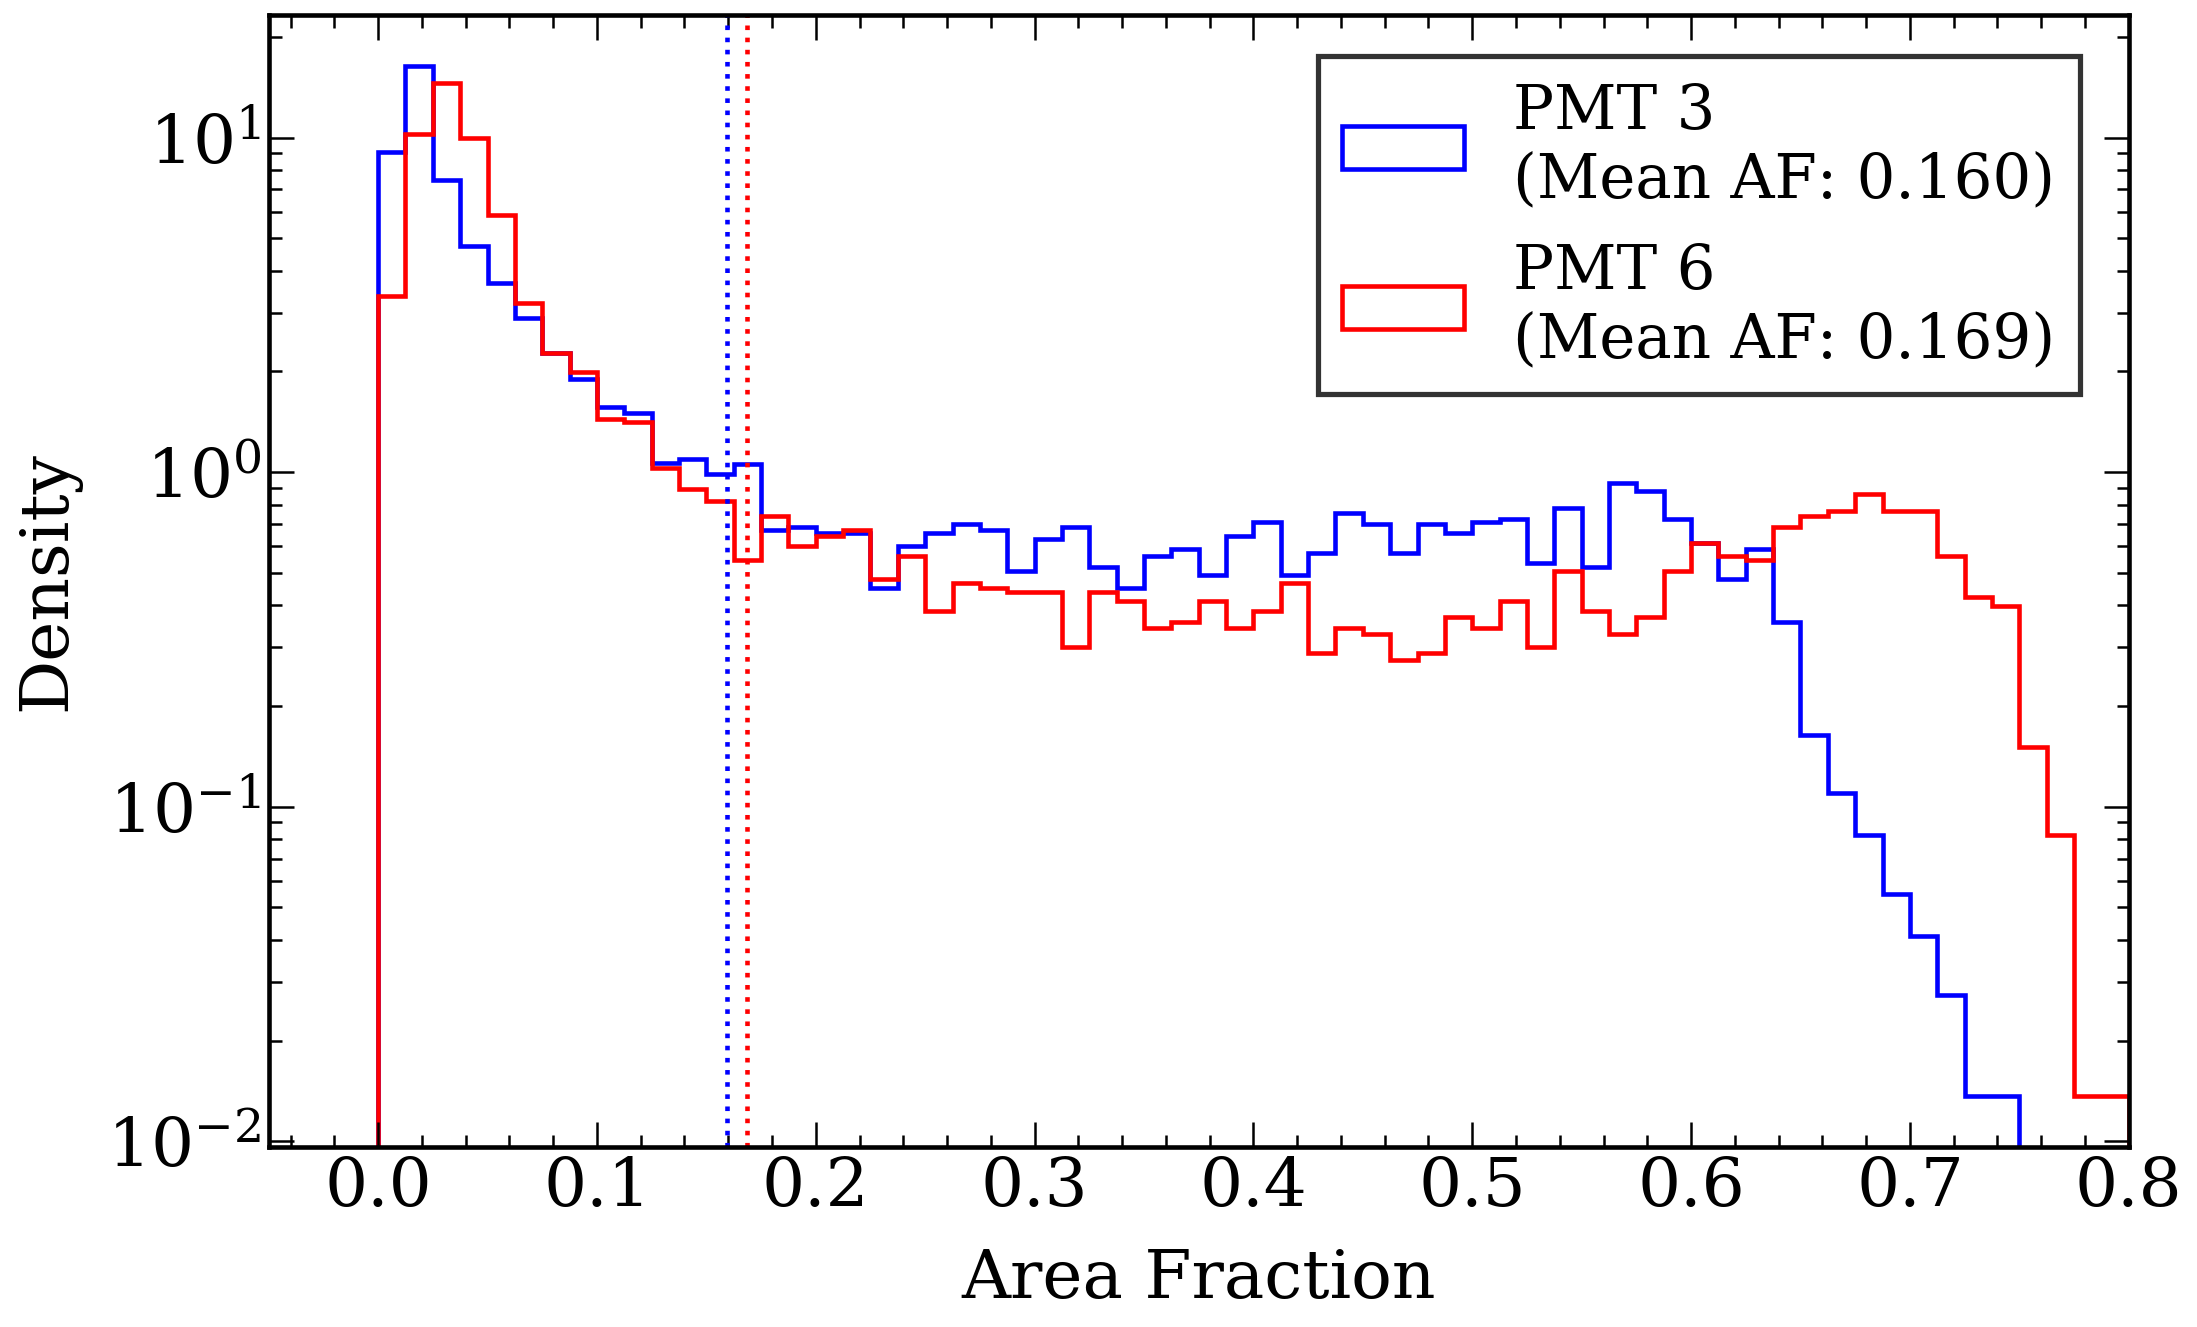 PMT 3
(Mean AF: 0.160)
PMT 6
(Mean AF: 0.169)
Density
10¹
10⁰
10⁻¹
10⁻²
0.0 0.1 0.2 0.3 0.4 0.5 0.6 0.7 0.8
Area Fraction